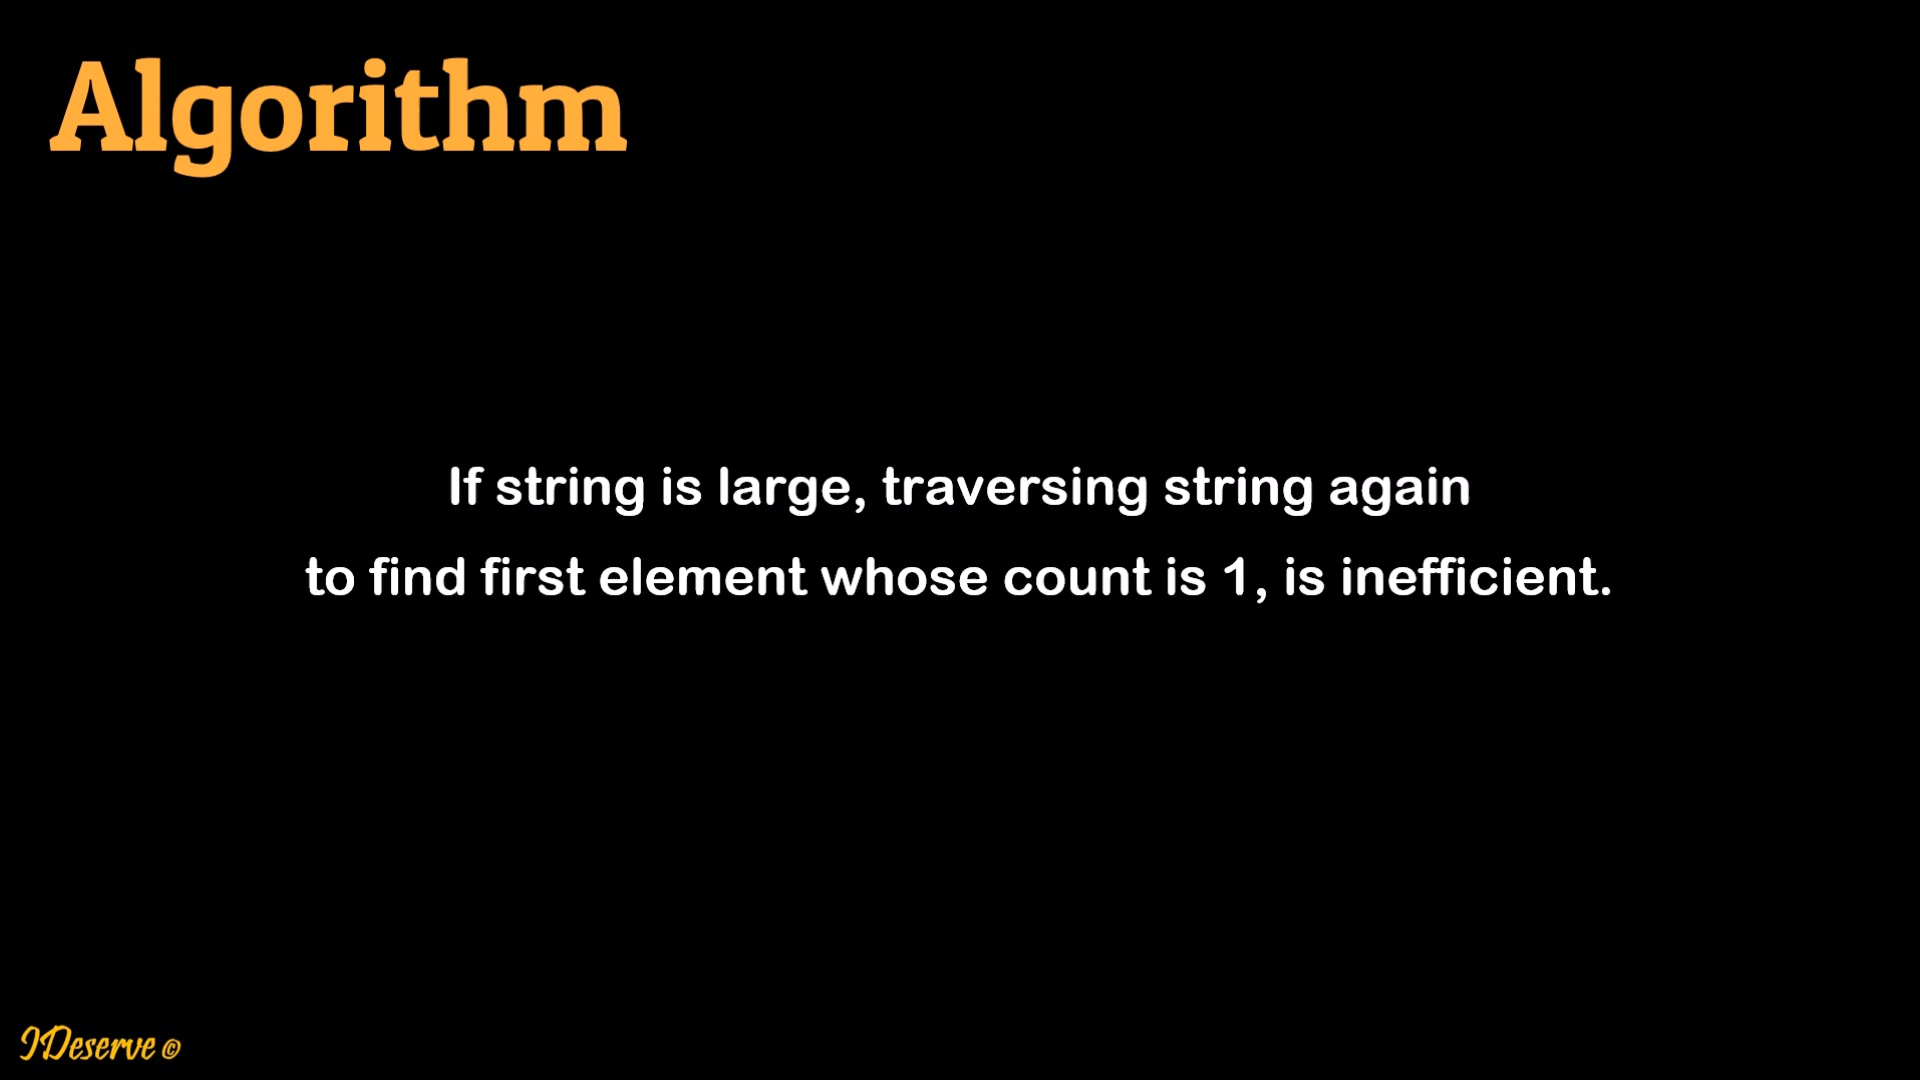 Algorithm
If string is large, traversing string again
to find first element whose count is 1, is inefficient.
IDeserve ©